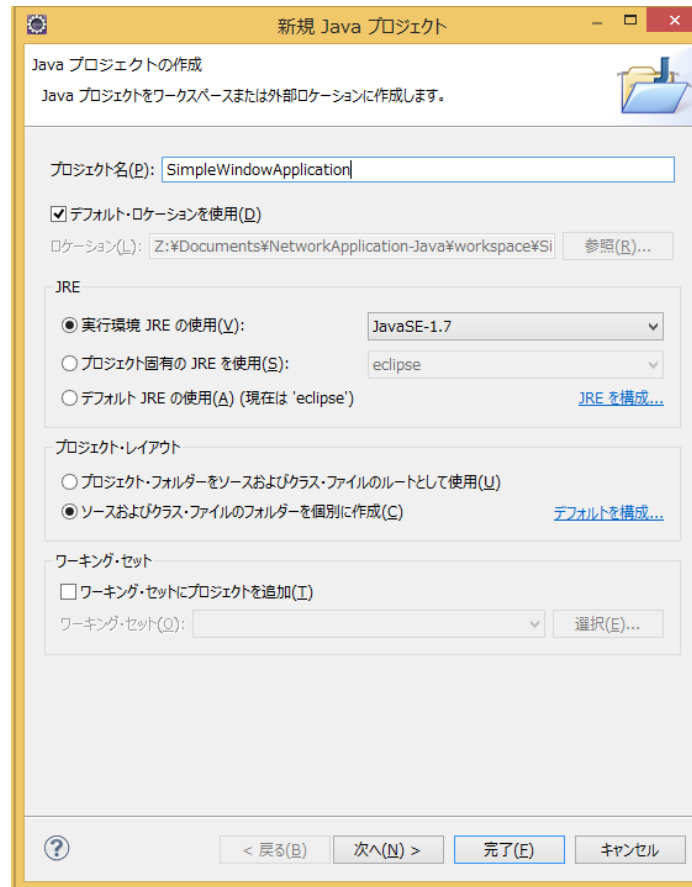 新規 Java プロジェクト
Java プロジェクトの作成
Java プロジェクトをワークスペースまたは外部ロケーションに作成します。
プロジェクト名(P): SimpleWindowApplication
デフォルト・ロケーションを使用(D)
ロケーション(L): Z:¥Documents¥NetworkApplication-Java¥workspace¥Si 参照(R)...
JRE
実行環境 JRE の使用(V): JavaSE-1.7
プロジェクト固有の JRE を使用(S): eclipse
デフォルト JRE の使用(A) (現在は 'eclipse') JRE を構成...
プロジェクト・レイアウト
プロジェクト・フォルダーをソースおよびクラス・ファイルのルートとして使用(U)
ソースおよびクラス・ファイルのフォルダーを個別に作成(C) デフォルトを構成...
ワーキング・セット
ワーキング・セットにプロジェクトを追加(T)
ワーキング・セット(O): 選択(E)...
? < 戻る(B) 次へ(N) > 完了(F) キャンセル